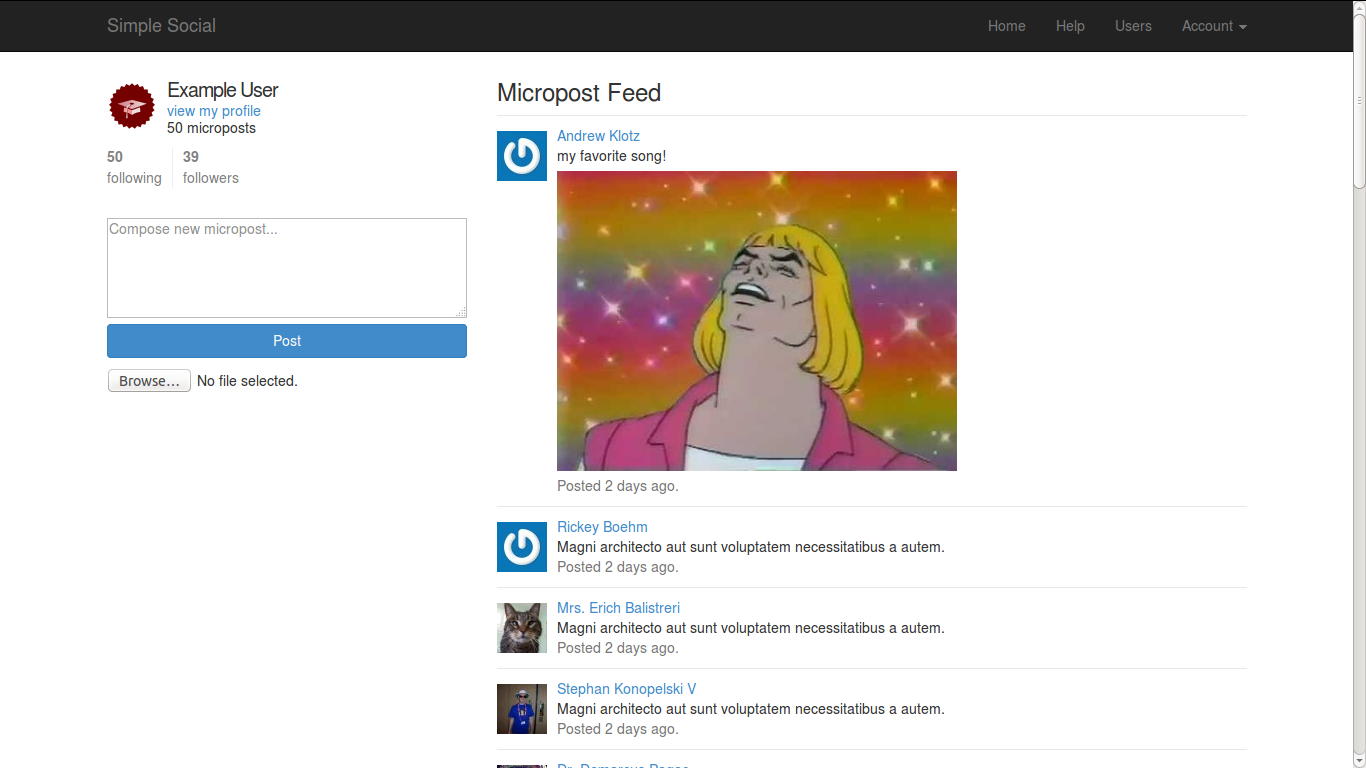 Simple Social
Home
Help
Users
Account
Example User
view my profile
50 microposts
50
following
39
followers
Compose new micropost...
Post
Browse...
No file selected.
Micropost Feed
Andrew Klotz
my favorite song!
Posted 2 days ago.
Rickey Boehm
Magni architecto aut sunt voluptatem necessitatibus a autem.
Posted 2 days ago.
Mrs. Erich Balistreri
Magni architecto aut sunt voluptatem necessitatibus a autem.
Posted 2 days ago.
Stephan Konopelski V
Magni architecto aut sunt voluptatem necessitatibus a autem.
Posted 2 days ago.